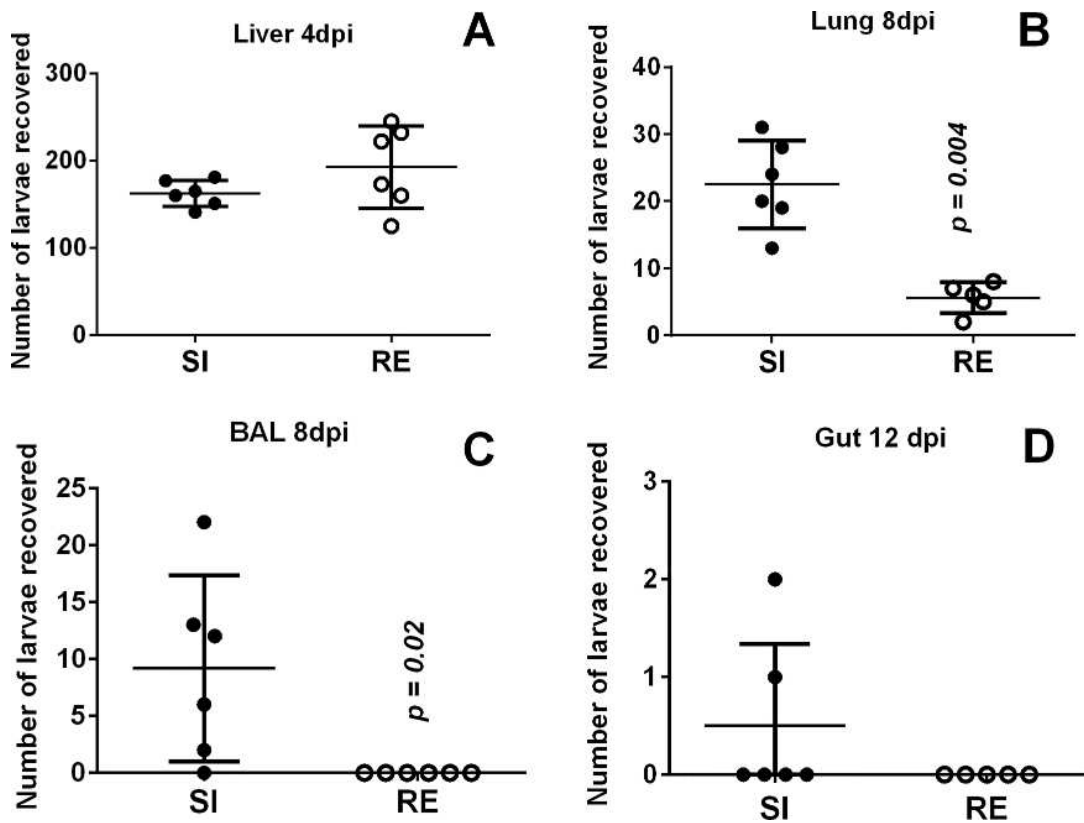 Liver 4dpi
A
Number of larvae recovered
300
200
100
0
SI
RE
Lung 8dpi
B
Number of larvae recovered
40
30
20
10
0
p = 0.004
SI
RE
BAL 8dpi
C
Number of larvae recovered
25
20
15
10
5
0
p = 0.02
SI
RE
Gut 12 dpi
D
Number of larvae recovered
3
2
1
0
SI
RE